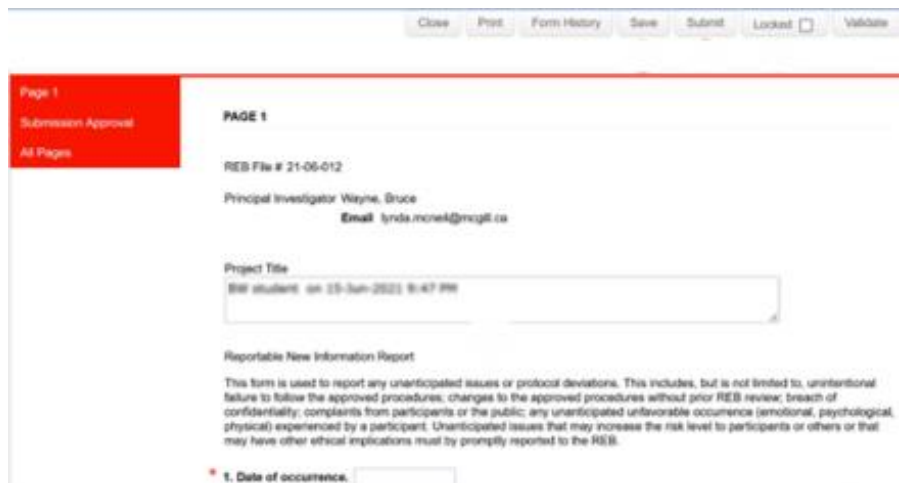 Close Print Form History Save Submit Locked Validate
Page 1
Submission Approval
All Pages
PAGE 1
REB File # 21-06-012
Principal Investigator Wayne, Bruce
Email lynda.mcneil@mcgill.ca
Project Title
BW student on 15-Jun-2021 9:47 PM
Reportable New Information Report
This form is used to report any unanticipated issues or protocol deviations. This includes, but is not limited to, unintentional
failure to follow the approved procedures; changes to the approved procedures without prior REB review; breach of
confidentiality; complaints from participants or the public; any unanticipated unfavorable occurrence (emotional, psychological,
physical) experienced by a participant. Unanticipated issues that may increase the risk level to participants or others or that
may have other ethical implications must by promptly reported to the REB.
* 1. Date of occurrence.